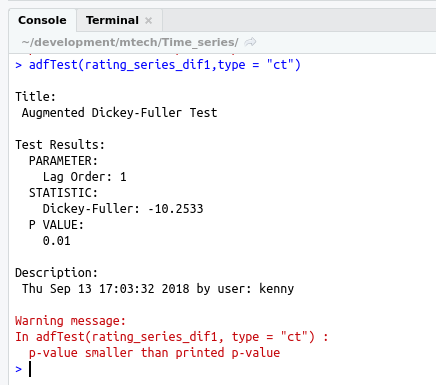 Console Terminal ×
~/development/mtech/Time_series/
> adfTest(rating_series_dif1,type = "ct")
Title:
Augmented Dickey-Fuller Test
Test Results:
PARAMETER:
Lag Order: 1
STATISTIC:
Dickey-Fuller: -10.2533
P VALUE:
0.01
Description:
Thu Sep 13 17:03:32 2018 by user: kenny
Warning message:
In adfTest(rating_series_dif1, type = "ct") :
p-value smaller than printed p-value
>